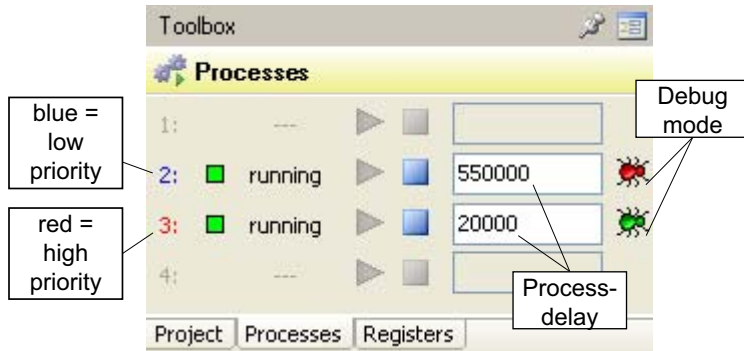 Toolbox
Processes
blue =
low
priority
Debug
mode
1: ---
2: running 550000
3: running 20000
red =
high
priority
4: ---
Process-
delay
Project Processes Registers